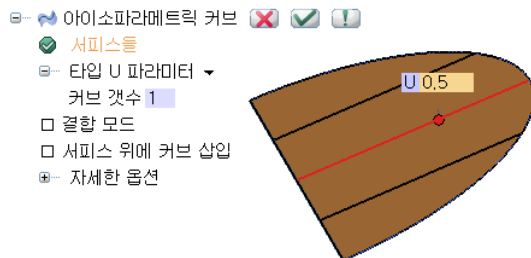 아이소파라메트릭 커브
서피스들
타입 U 파라미터
커브 갯수 1
결합 모드
서피스 위에 커브 삽입
자세한 옵션
U 0,5